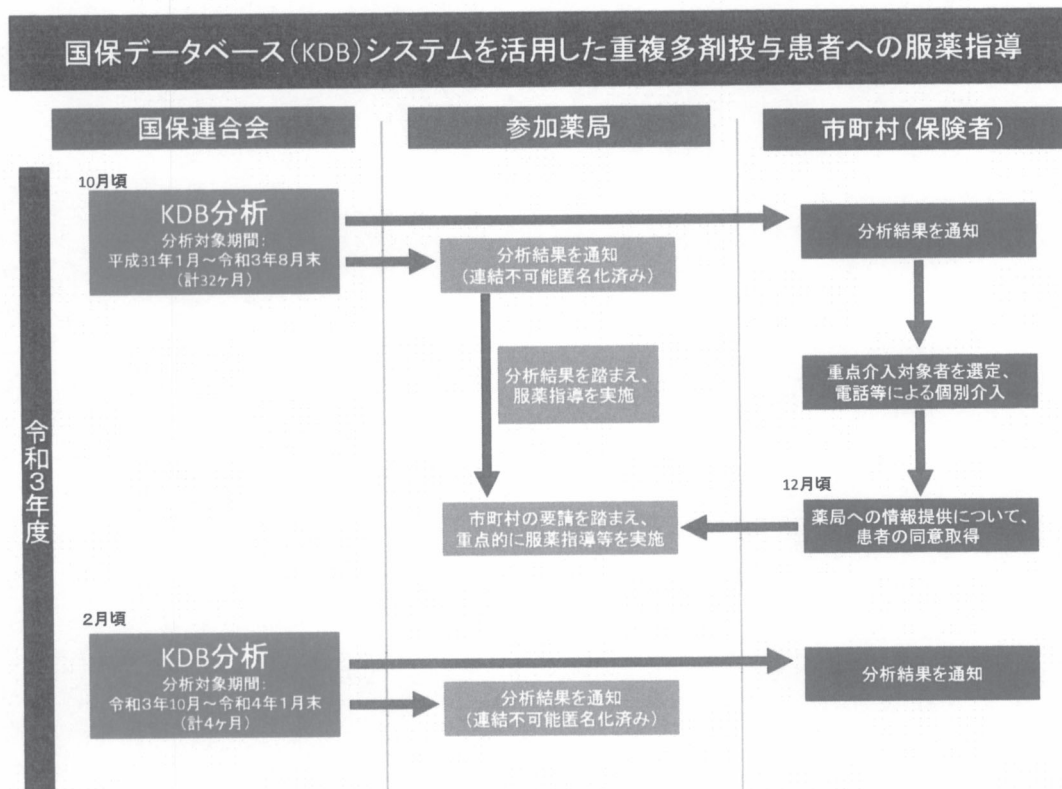 国保データベース(KDB)システムを活用した重複多剤投与患者への服薬指導
国保連合会
参加薬局
市町村(保険者)
令和3年度
10月頃
KDB分析
分析対象期間:
平成31年1月～令和3年8月末
(計32ヶ月)
分析結果を通知
(連結不可能匿名化済み)
分析結果を通知
分析結果を踏まえ、
服薬指導を実施
重点介入対象者を選定、
電話等による個別介入
12月頃
薬局への情報提供について、
患者の同意取得
市町村の要請を踏まえ、
重点的に服薬指導等を実施
2月頃
KDB分析
分析対象期間:
令和3年10月～令和4年1月末
(計4ヶ月)
分析結果を通知
(連結不可能匿名化済み)
分析結果を通知